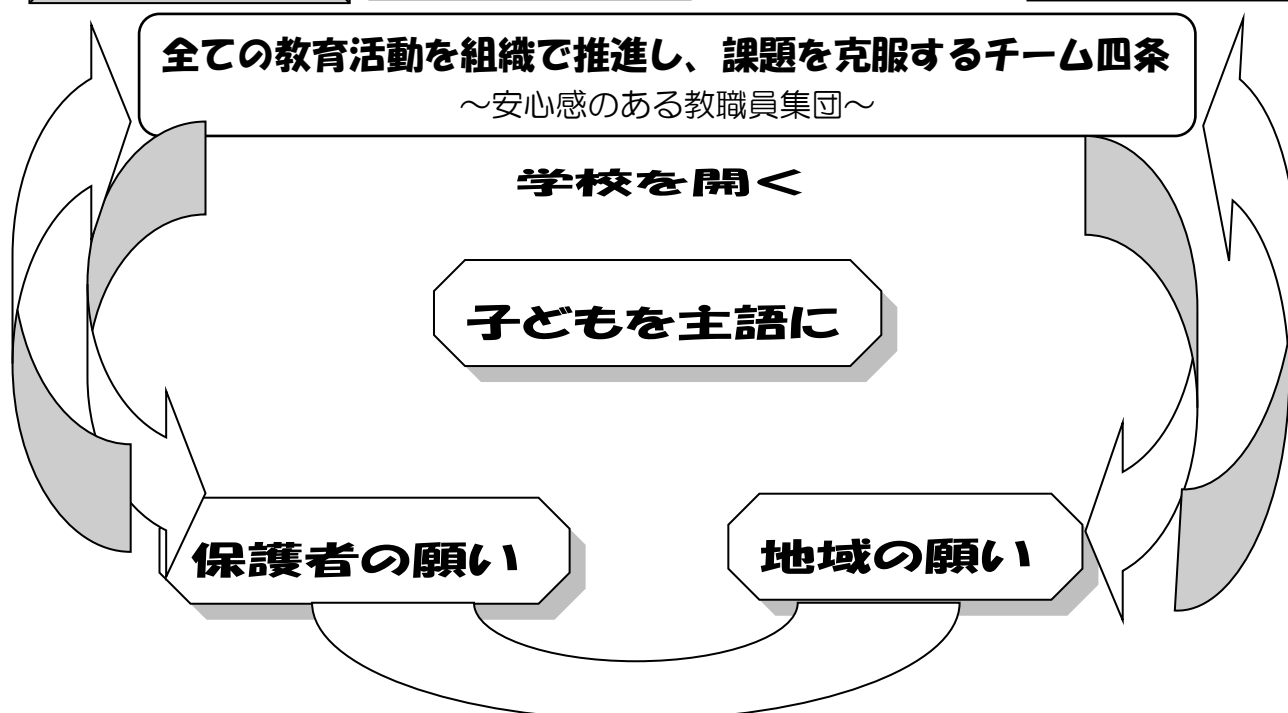 全ての教育活動を組織で推進し、課題を克服するチーム四条
～安心感のある教職員集団～
学校を開く
子どもを主語に
保護者の願い
地域の願い